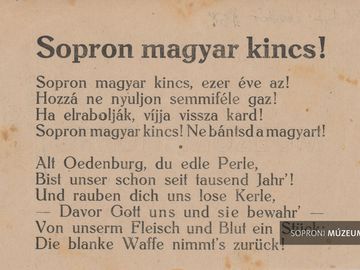 Sopron magyar kincs!
Sopron magyar kincs, ezer éve az!
Hozzá ne nyuljon semmiféle gaz!
Ha elrabolják, víjja vissza kard!
Sopron magyar kincs! Ne bántsd a magyart!
Alt Oedenburg, du edle Perle,
Bist unser schon seit tausend Jahr'!
Und rauben dich uns lose Kerle,
— Davor Gott uns und sie bewahr' —
Von unserm Fleisch und Blut ein Stück:
Die blanke Waffe nimmt's zurück!
SOPRONI MÚZEUM